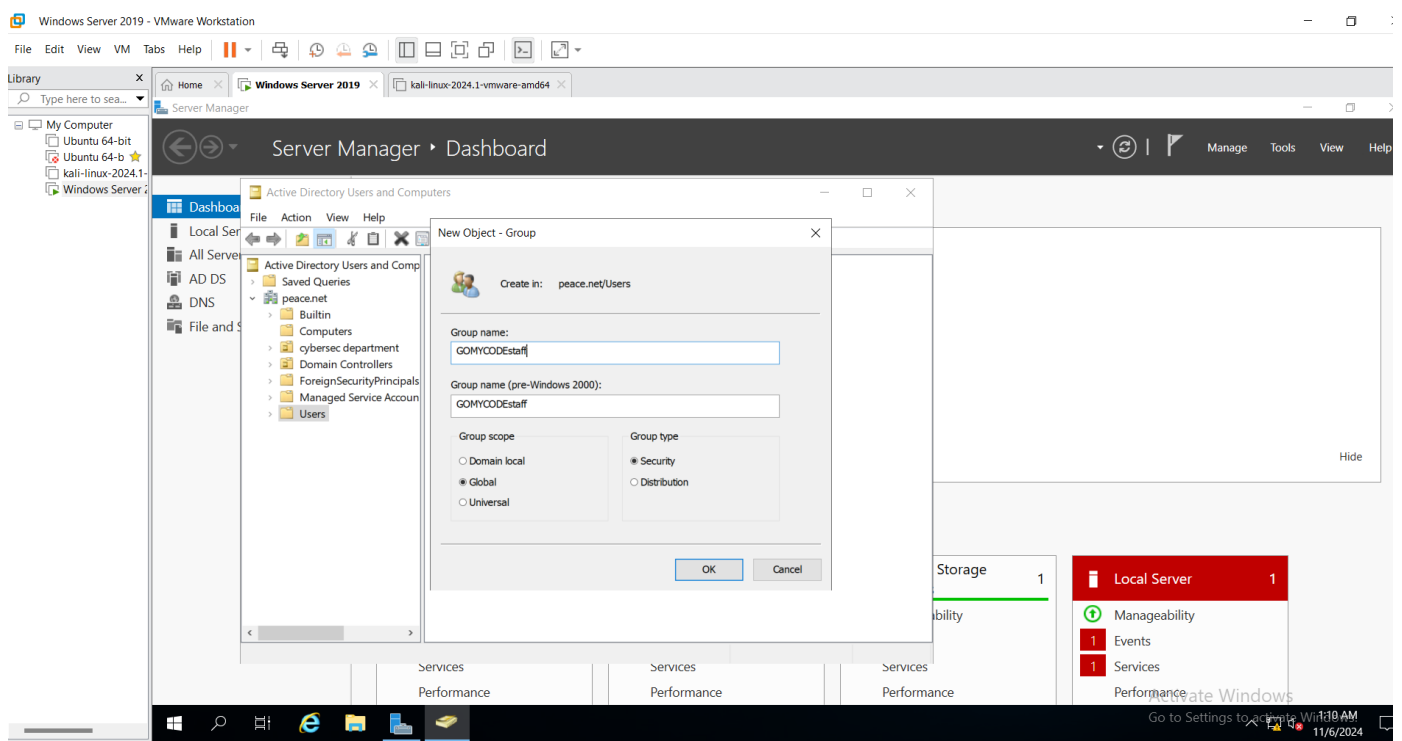 Windows Server 2019 - VMware Workstation
File Edit View VM Tabs Help
Library
Type here to sea...
My Computer
Ubuntu 64-bit
Ubuntu 64-b
kali-linux-2024.1-
Windows Server 2
Home
Windows Server 2019
kali-linux-2024.1-vmware-amd64
Server Manager
Server Manager Dashboard
Manage Tools View Help
Dashboa
Local Ser
All Server
AD DS
DNS
File and S
Active Directory Users and Computers
File Action View Help
Active Directory Users and Comp
Saved Queries
peace.net
Builtin
Computers
cybersec department
Domain Controllers
ForeignSecurityPrincipals
Managed Service Accoun
Users
New Object - Group
Create in: peace.net/Users
Group name:
GOMYCODEstaff
Group name (pre-Windows 2000):
GOMYCODEstaff
Group scope
Domain local
Global
Universal
Group type
Security
Distribution
OK Cancel
Hide
Storage 1
bility
Local Server 1
Manageability
1 Events
1 Services
Performance
Services Services Services
Performance Performance Performance
Activate Windows
Go to Settings to activate Windows.
1:10 AM
11/6/2024